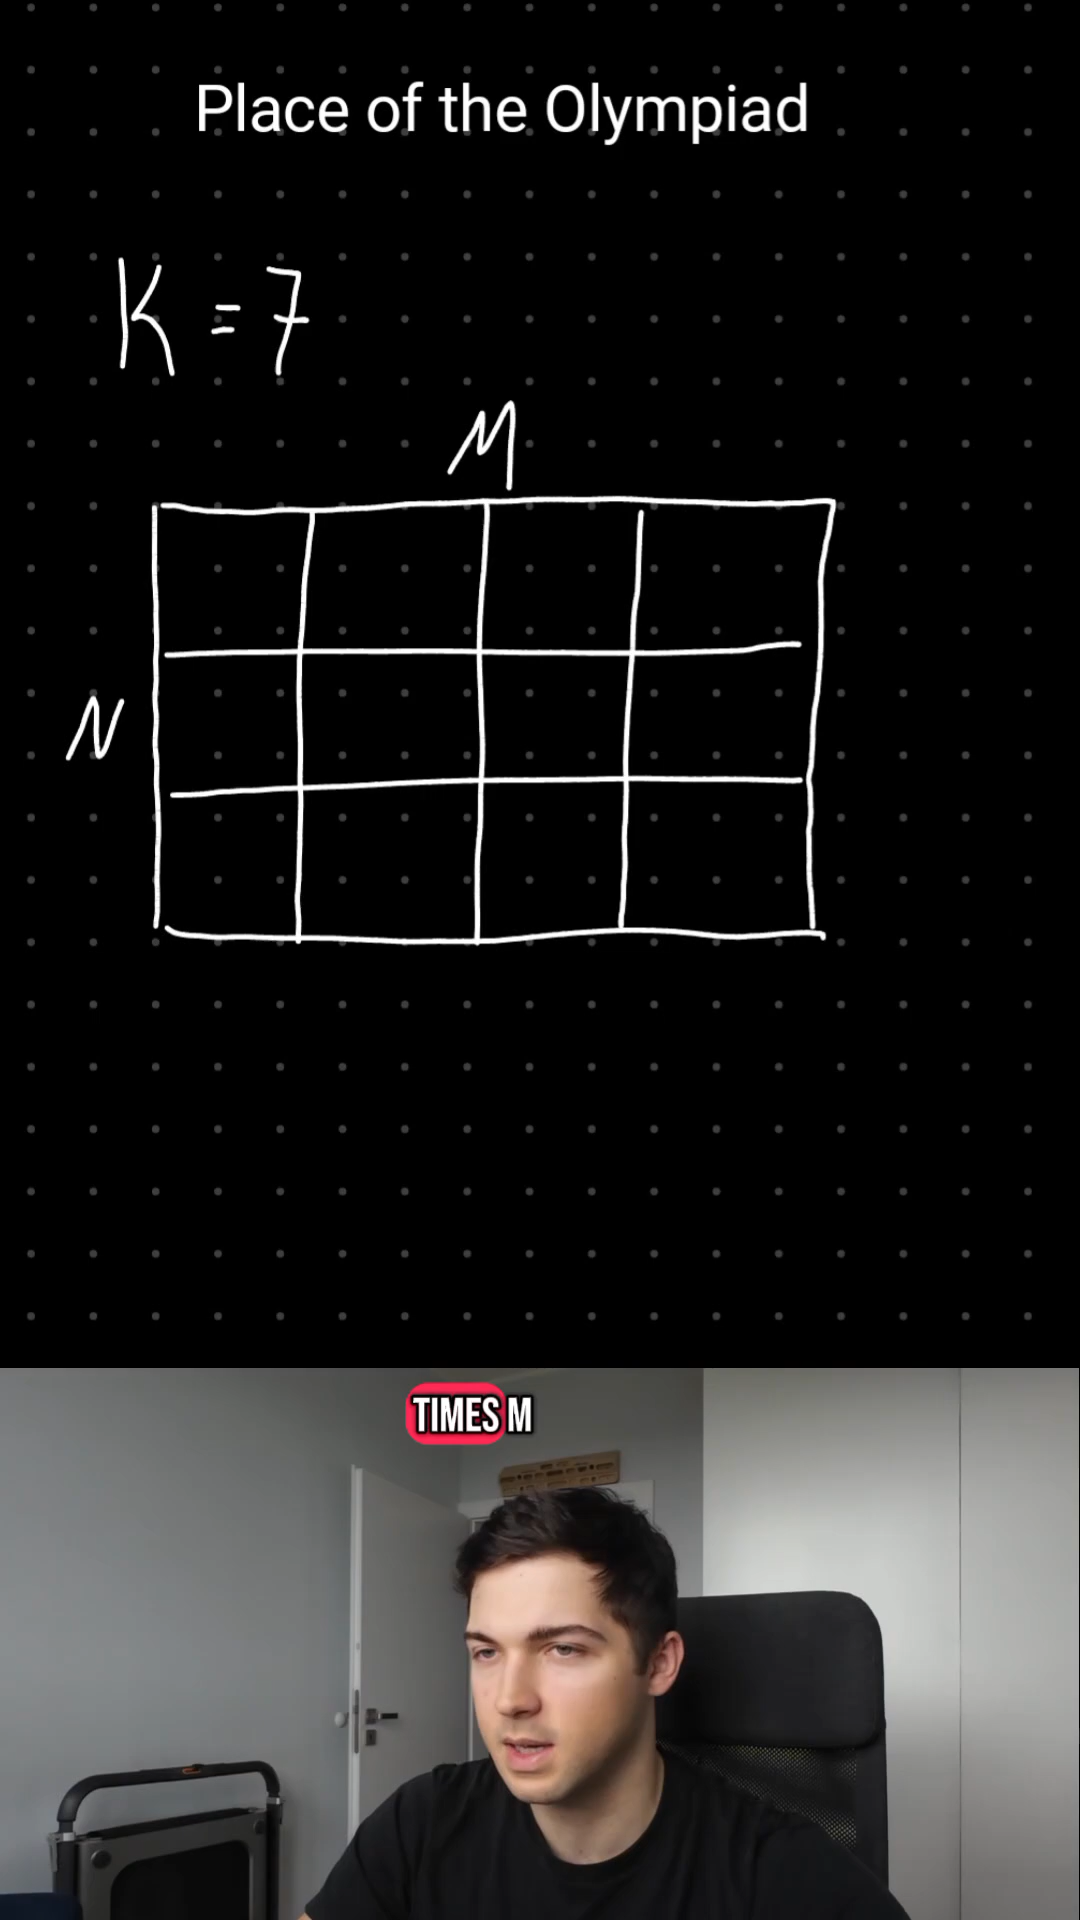 Place of the Olympiad
K = 7
M
N
TIMES M